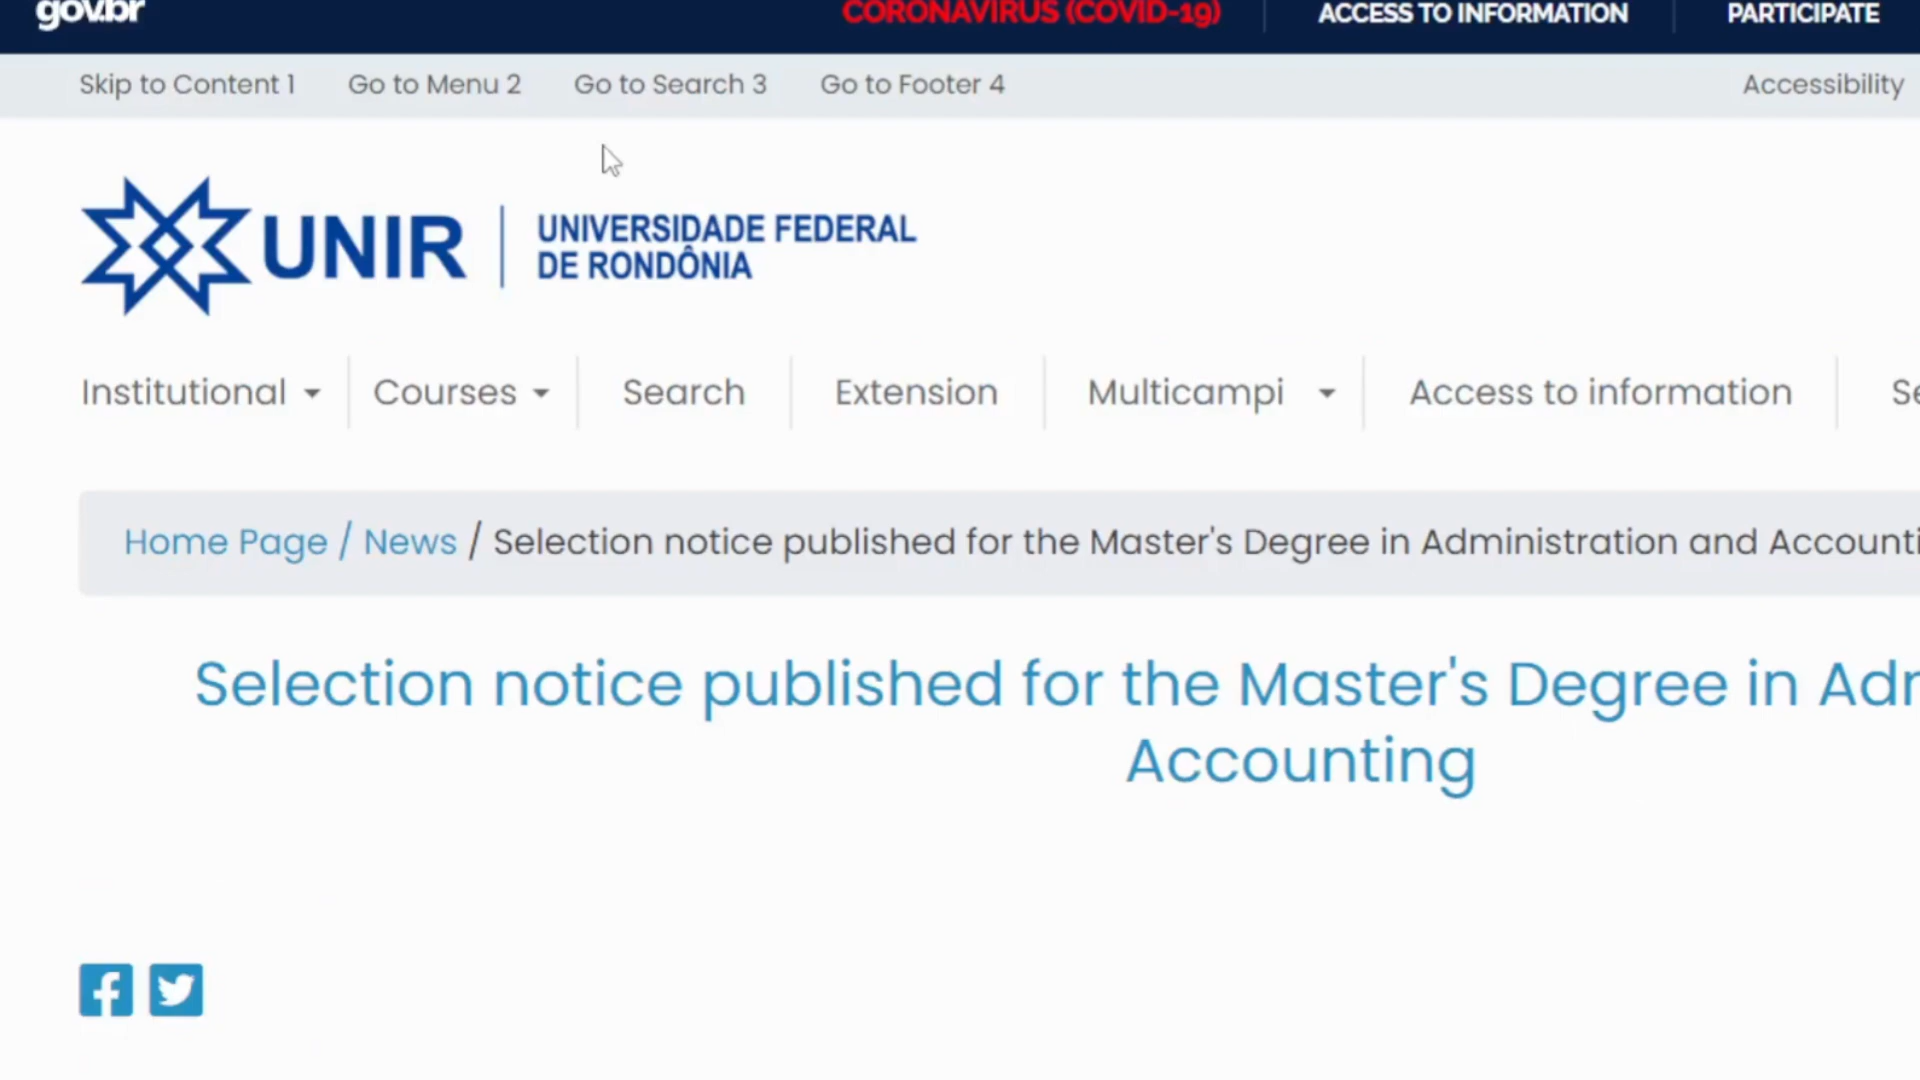 gov.br CORONAVIRUS (COVID-19) ACCESS TO INFORMATION PARTICIPATE
Skip to Content 1 Go to Menu 2 Go to Search 3 Go to Footer 4 Accessibility
UNIR UNIVERSIDADE FEDERAL
DE RONDÔNIA
Institutional Courses Search Extension Multicampi Access to information
Home Page / News / Selection notice published for the Master's Degree in Administration and
Selection notice published for the Master's Degree in
Accounting